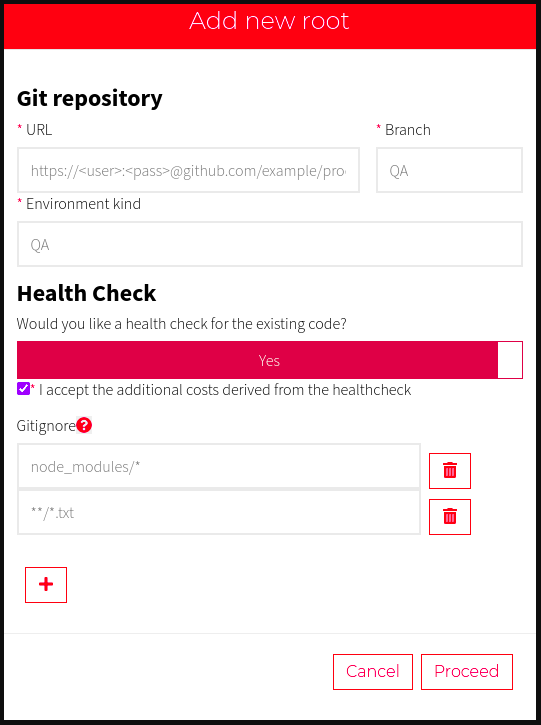 Add new root
Git repository
* URL
* Branch
https://<user>:<pass>@github.com/example/pro
QA
* Environment kind
QA
Health Check
Would you like a health check for the existing code?
Yes
* I accept the additional costs derived from the healthcheck
Gitignore ?
node_modules/*
**/*.txt
+
Cancel
Proceed